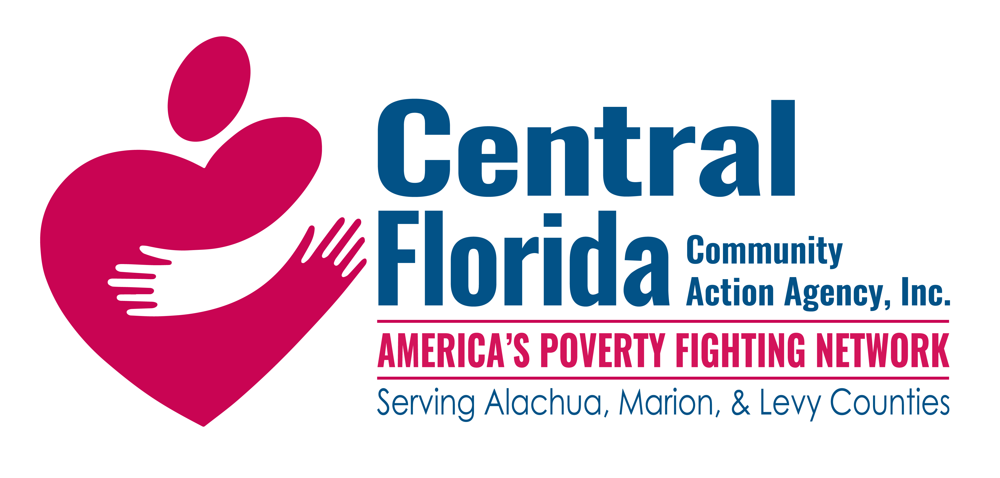 Central
Florida
Community
Action Agency, Inc.
AMERICA'S POVERTY FIGHTING NETWORK
Serving Alachua, Marion, & Levy Counties